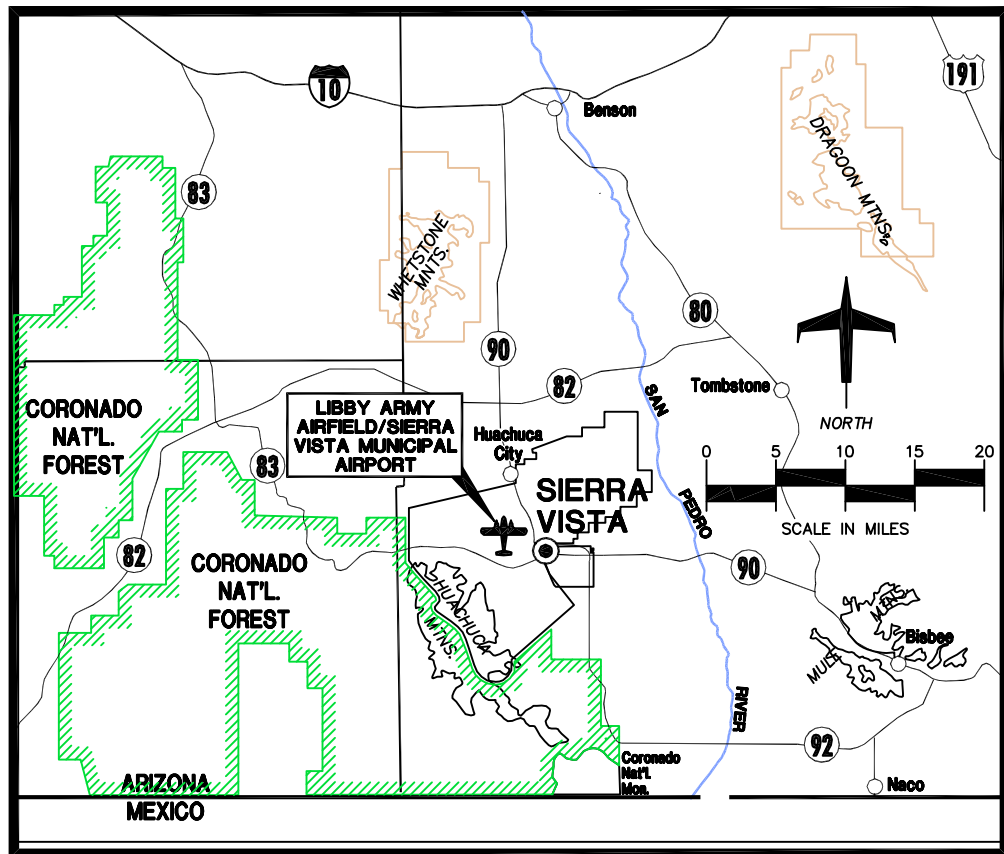 191
10
Benson
DRAGOON MTNS.
83
WHETSTONE
MNTS.
80
90
82
Tombstone
NORTH
CORONADO
NAT'L.
FOREST
LIBBY ARMY
AIRFIELD/SIERRA
VISTA MUNICIPAL
AIRPORT
Huachuca
City
SAN
PEDRO
RIVER
0 5 10 15 20
SCALE IN MILES
83
SIERRA
VISTA
82
CORONADO
NAT'L.
FOREST
90
HUACHUCA
MTNS.
MULE
MTNS.
Bisbee
92
Coronado
Nat'l.
Mon.
Naco
ARIZONA
MEXICO